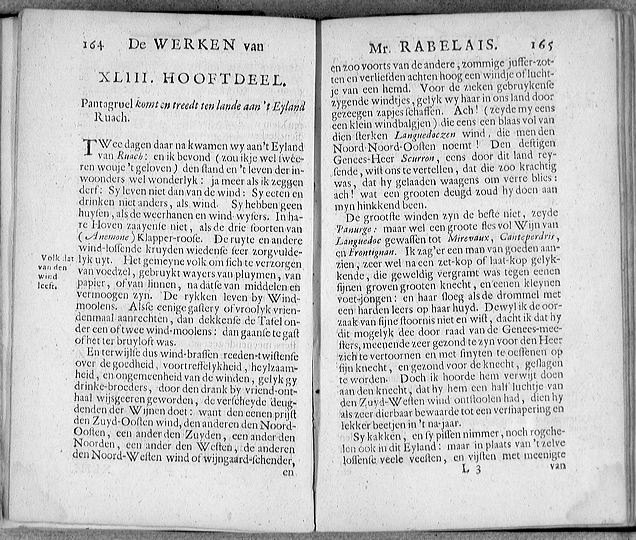 164 De WERKEN van
XLIII. HOOFTDEEL.
Pantagruel komt en treedt ten lande aan 't Eyland
Ruach.
TWee dagen daar na kwamen wy aan't Eyland
van Ruach: en ik bevond (zou ikje wel twee-
ren wouje 't geloven) den stand en 't leven der in-
woonders wel wonderlyk: ja meer als ik zeggen
derf: Sy leven niet dan van de wind: Sy eeten en
drinken niet anders, als wind. Sy hebben geen
huysen, als de weerhanen en wind-wysers. In ha-
re Hoven zaayense niet, als de drie soorten van
(Anemone) Klapper-roose. De ruyte en andere
wind-lossende kruyden wiedense seer zorgvulde-
lyk uyt. Het gemeyne volk om sich te verzorgen
van voedzel, gebruykt wayers van pluymen, van
papier, of van linnen, na datse van middelen en
vermoogen zyn. De rykken leven by Wind-
moolens. Alsse eenige gastery of vroolyk vrien-
denmaal aanrechten, dan dekkense de Tafel on-
der een of twee wind-moolens: dan gaanse te gast
of het ter bruyloft was.
Volk dat
van den
wind
leeft.
En terwijlse dus wind-brassen reeden-twistense
over de goedheid, voortreffelykheid, heylzaam-
heid, en ongemeenheid van de winden, gelyk gy
drinke-broeders, door den drank by vriend-ont-
haal wijsgeeren geworden, de verscheyde deug-
denden der Wijnen doet: want den eenen prijst
den Zuyd-Oosten wind, den anderen den Noord-
Oosten, een ander den Zuyden, een ander den
Noorden, een ander den Westen, de anderen
den Noord-Westen wind of wijngaard-schender,
en
Mr. RABELAIS. 165
en zoo voorts van de andere, zommige juffer-zot-
ten en verliefden achten hoog een windje of lucht-
je van een hemd. Voor de zieken gebruykense
zygende windtjes, gelyk wy haar in ons land door
gezeegen zapjes schaffen. Ach! (zeyde my eens
een klein windbalgjen) die eens een blaas vol van
dien sterken Languedoczen wind, die men den
Noord-Noord-Oosten noemt! Den deftigen
Genees-Heer Scurron, eens door dit land rey-
sende, wist ons te vertellen, dat die zoo krachtig
was, dat hy gelaaden waagens om verre blies:
ach! wat een grooten deugd zoud hy doen aan
myn hinkkend been.
De grootste winden zyn de beste niet, zeyde
Panurge: maar wel een groote fles vol Wijn van
Languedoc gewassen tot Mirevaux, Canteperdris,
en Frontignan. Ik zag'er een man van goeden aan-
zien, zeer wel na een zet-kop of laat-kop gelyk-
kende, die geweldig vergramt was tegen eenen
sijnen groven grooten knecht, en eenen kleynen
voet-jongen: en haar sloeg als de drommel met
een harden leers op haar huyd. Dewyl ik de oor-
zaak van sijne stoornis niet en wist, dacht ik dat hy
dit mogelyk dee door raad van de Genees-mee-
sters, meenende zeer gezond te zyn voor den Heer
zich te vertoornen en met smyten te oeffenen op
sijn knecht, en gezond voor de knecht, geslagen
te worden. Doch ik hoorde hem verwijt doen
aan den knecht, dat hy hem een half luchtje van
den Zuyd-Westen wind ontstoolen had, dien hy
als zeer dierbaar bewaarde tot een versnapering en
lekker beetjen in 't na-jaar.
Sy kakken, en sy pissen nimmer, noch rogche-
len ook in dit Eyland: maar in plaats van 't zelve
lossense veele veesten, en vijsten met meenigte
L 3 van